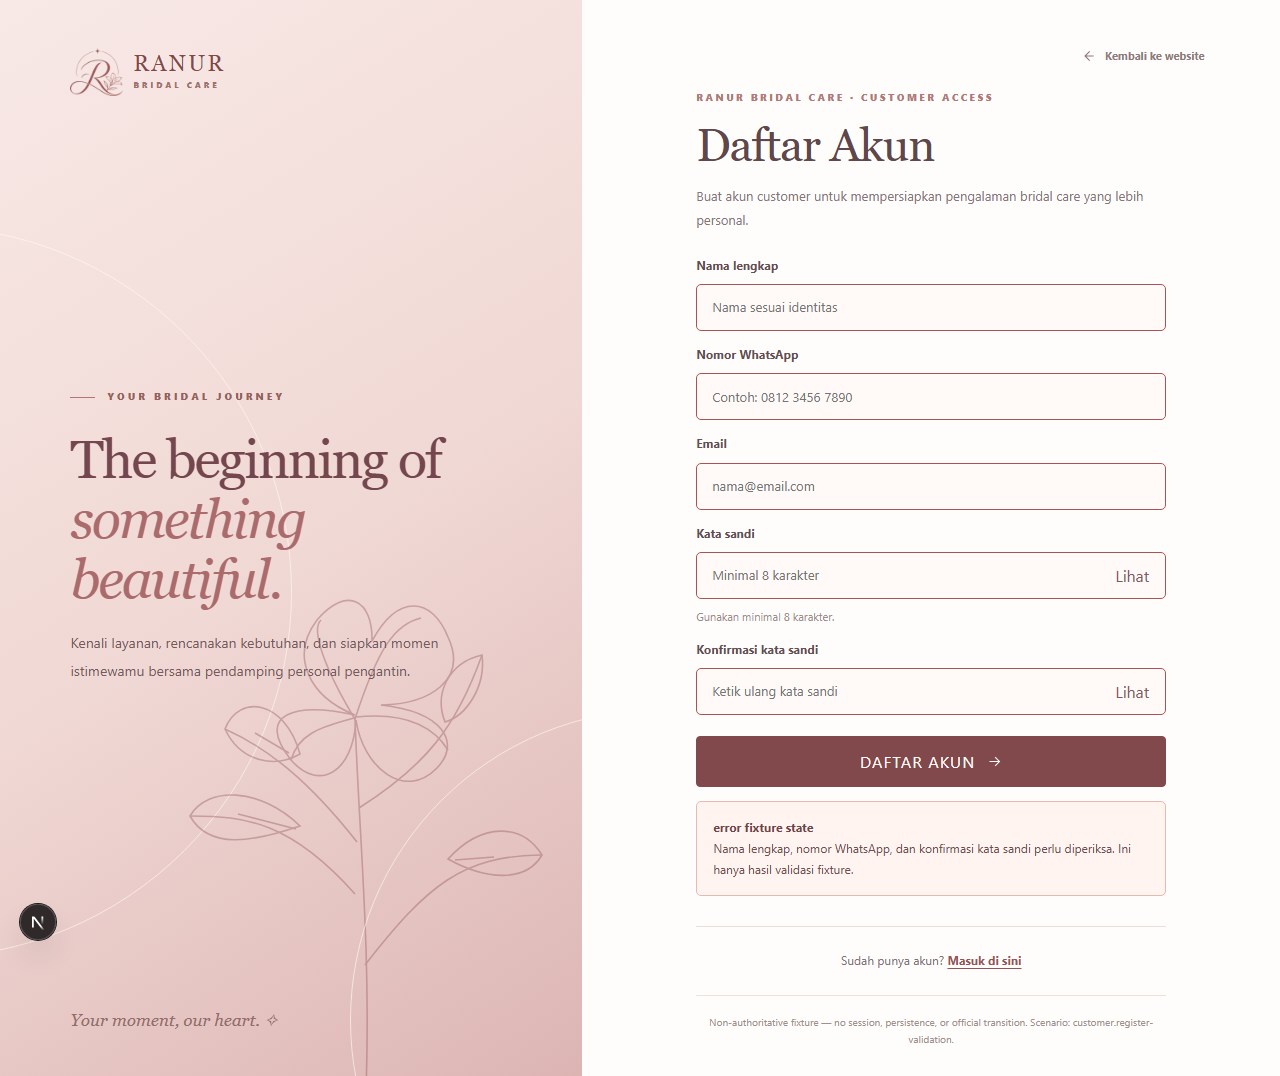 RANUR
BRIDAL CARE
YOUR BRIDAL JOURNEY
The beginning of
something
beautiful.
Kenali layanan, rencanakan kebutuhan, dan siapkan momen
istimewamu bersama pendamping personal pengantin.
Your moment, our heart. ✧
← Kembali ke website
RANUR BRIDAL CARE • CUSTOMER ACCESS
Daftar Akun
Buat akun customer untuk mempersiapkan pengalaman bridal care yang lebih
personal.
Nama lengkap
Nama sesuai identitas
Nomor WhatsApp
Contoh: 0812 3456 7890
Email
nama@email.com
Kata sandi
Minimal 8 karakter Lihat
Gunakan minimal 8 karakter.
Konfirmasi kata sandi
Ketik ulang kata sandi Lihat
DAFTAR AKUN →
error fixture state
Nama lengkap, nomor WhatsApp, dan konfirmasi kata sandi perlu diperiksa. Ini
hanya hasil validasi fixture.
Sudah punya akun? Masuk di sini
Non-authoritative fixture — no session, persistence, or official transition. Scenario: customer.register-
validation.